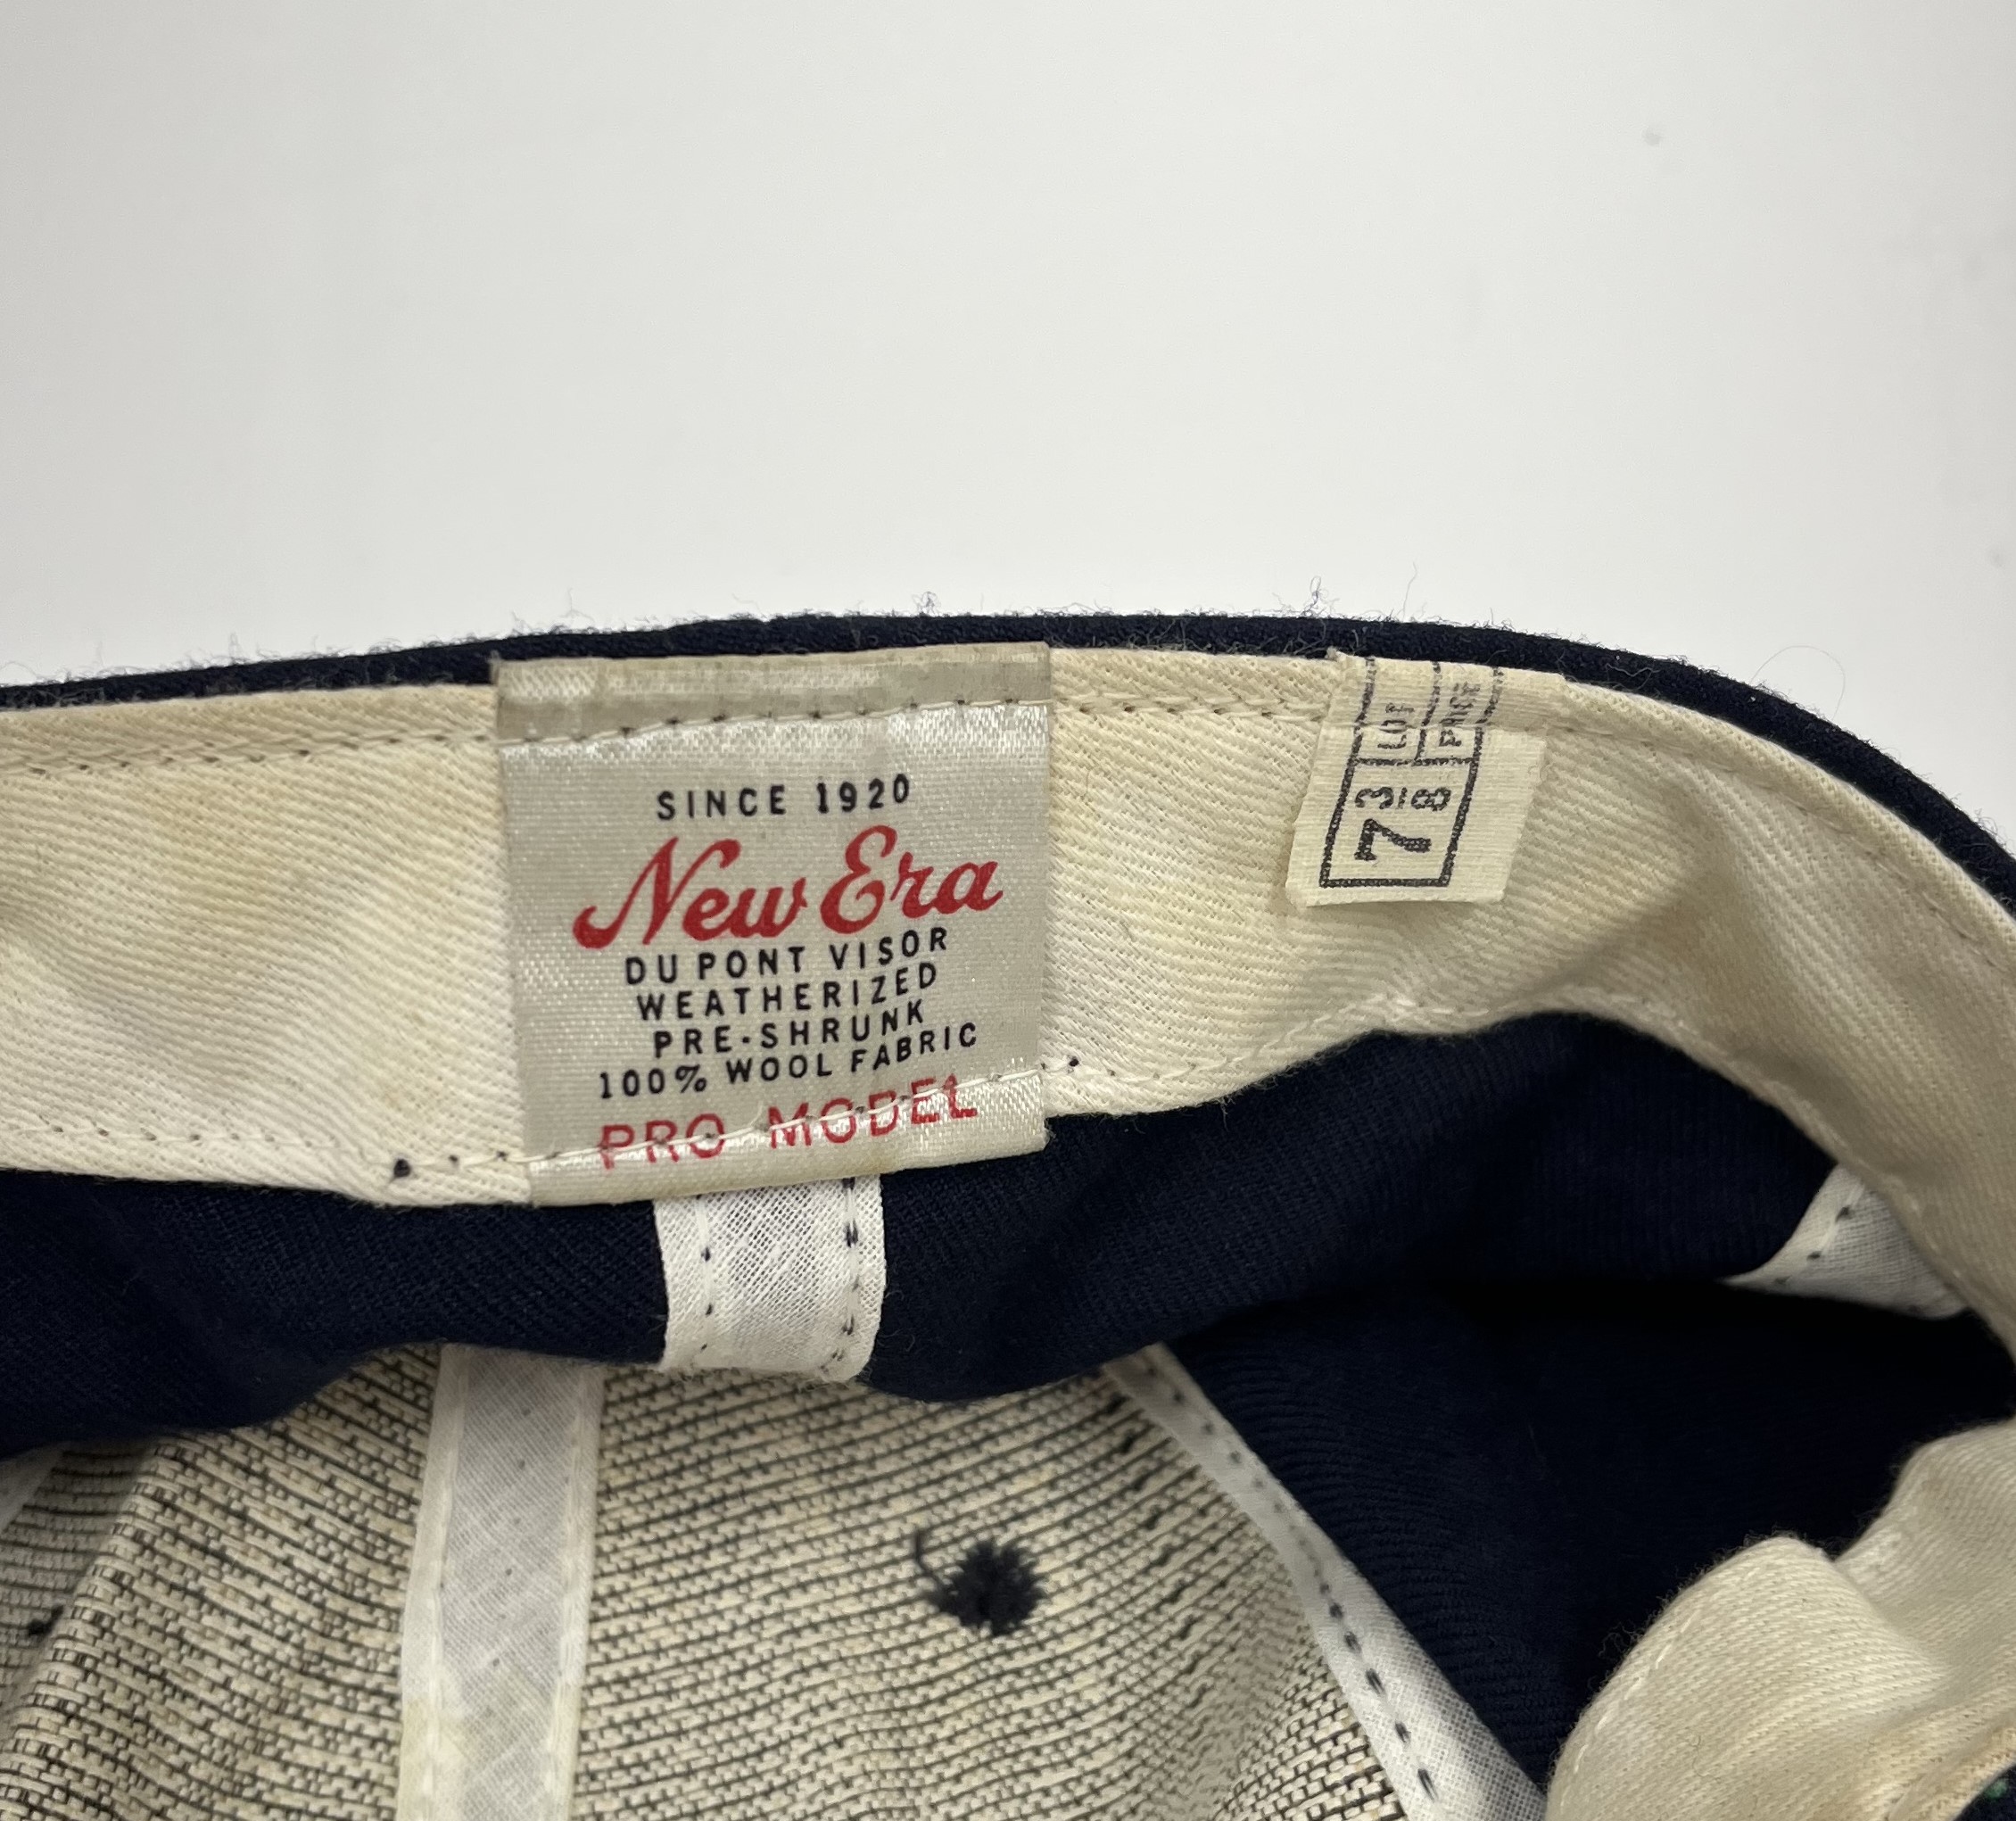 SINCE 1920
New Era
DU PONT VISOR
WEATHERIZED
PRE-SHRUNK
100% WOOL FABRIC
PRO MODEL
7 3/8
LOT
PRICE